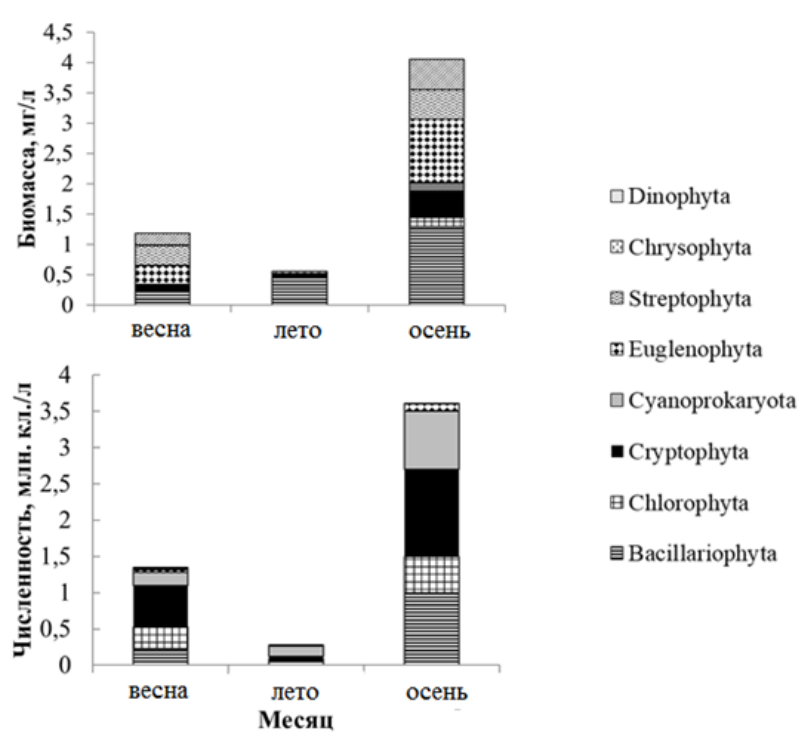 Биомасса, мг/л
4,5
4
3,5
3
2,5
2
1,5
1
0,5
0
весна лето осень
Численность, млн. кл./л
4
3,5
3
2,5
2
1,5
1
0,5
0
весна лето осень
Месяц
Dinophyta
Chrysophyta
Streptophyta
Euglenophyta
Cyanoprokaryota
Cryptophyta
Chlorophyta
Bacillariophyta